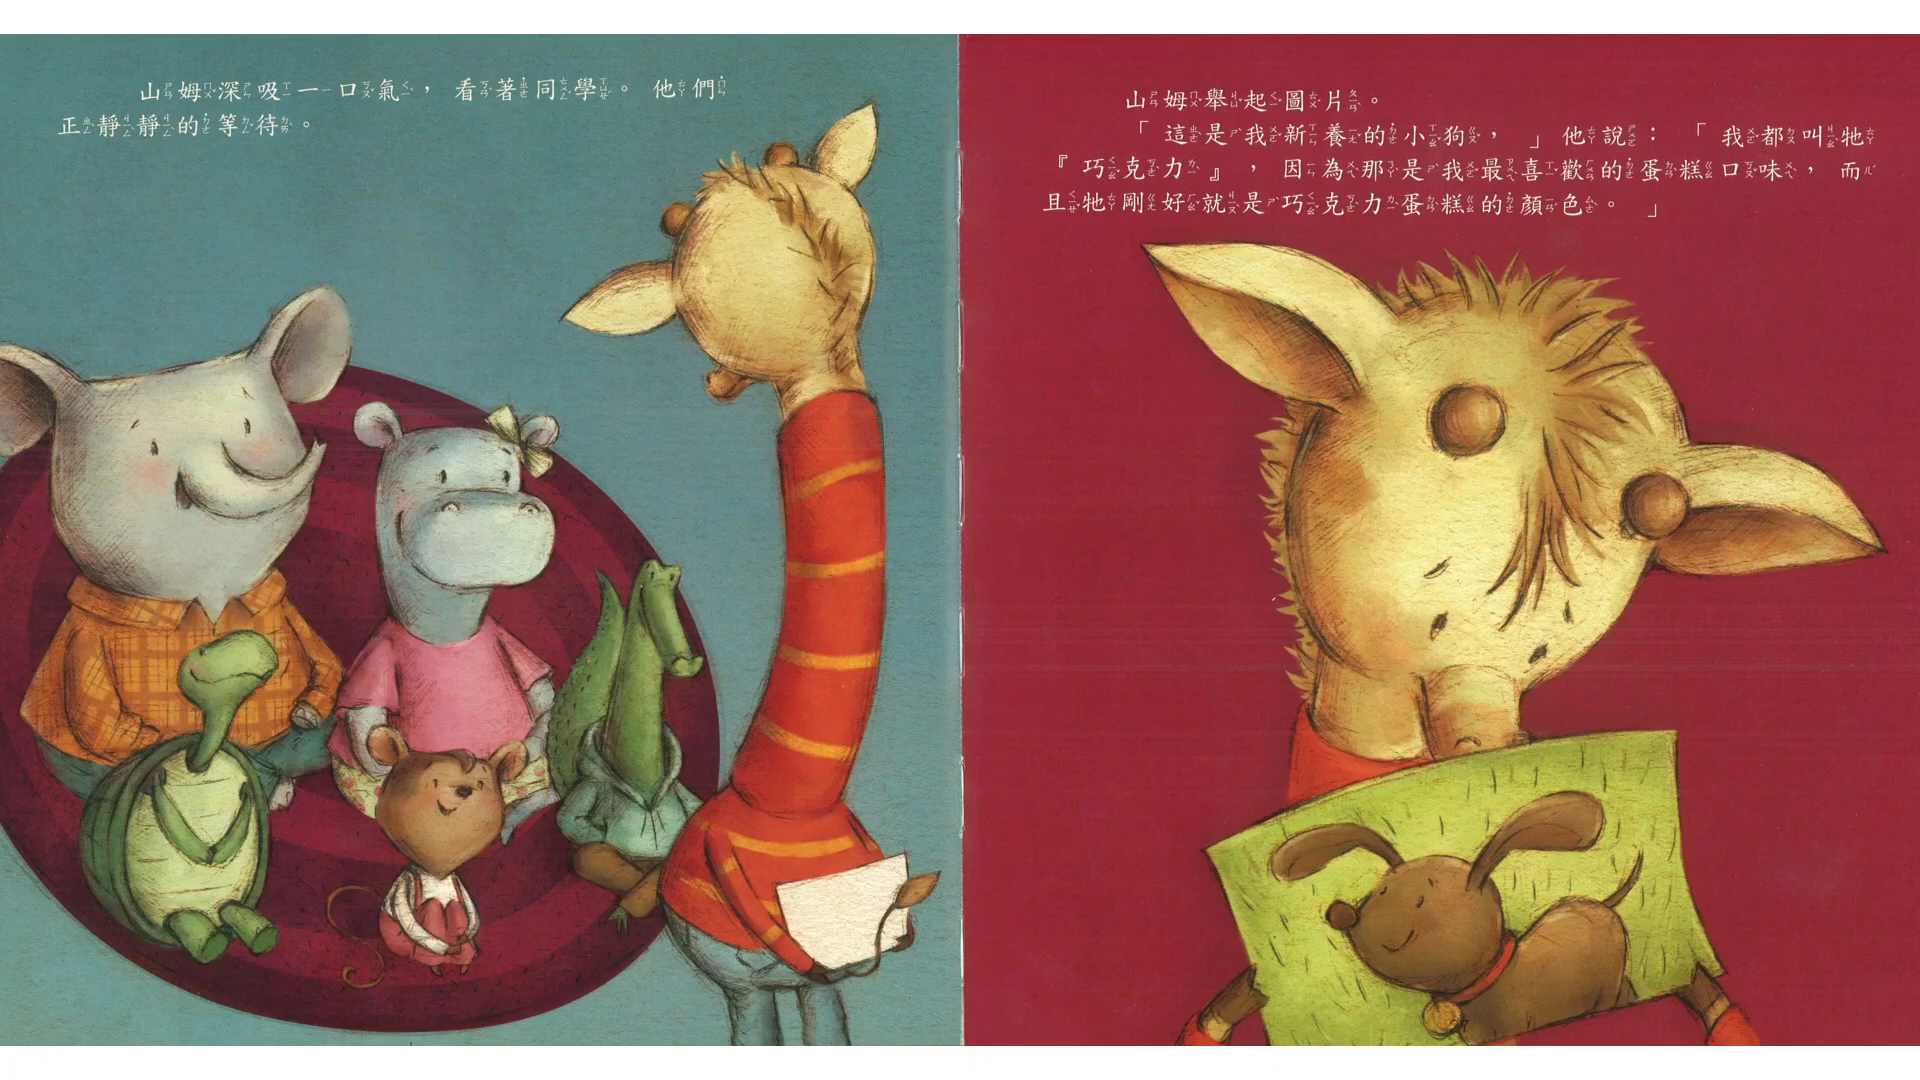 山姆深吸一口氣，看著同學。他們
正靜靜的等待。
山姆舉起圖片。
「這是我新養的小狗，」他說：「我都叫牠
『巧克力』，因為那是我最喜歡的蛋糕口味，而
且牠剛好就是巧克力蛋糕的顏色。」